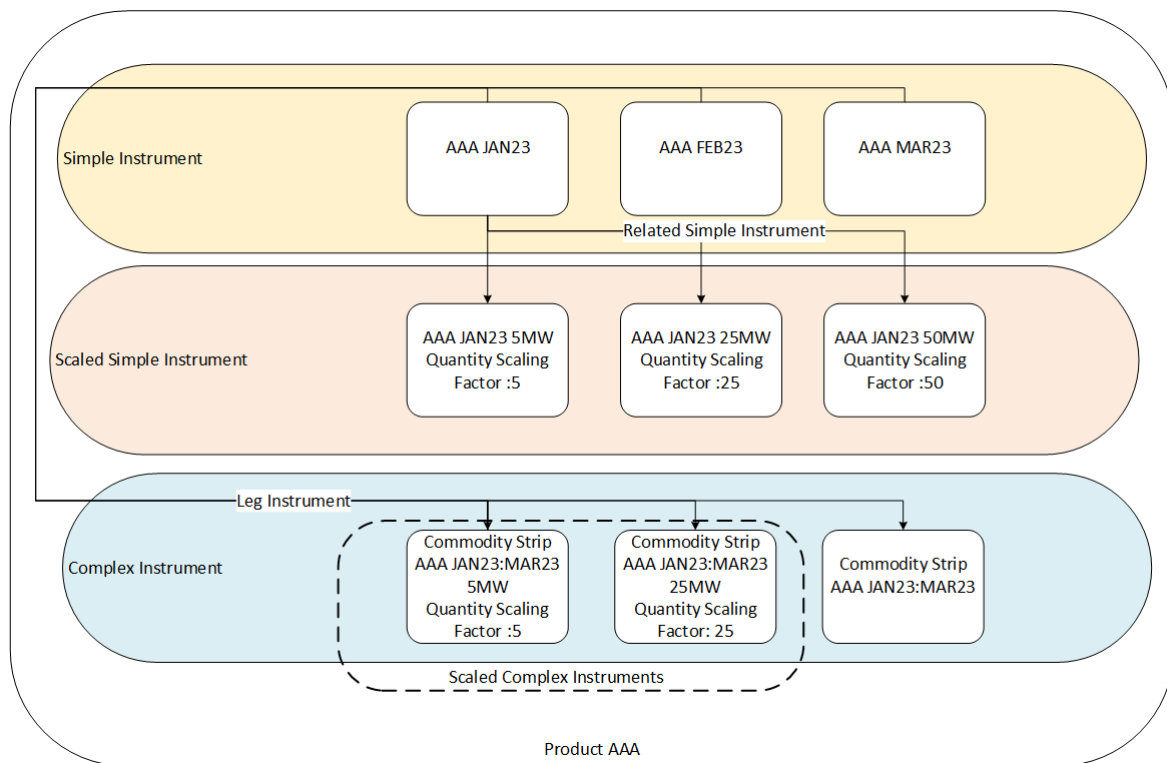 Simple Instrument
AAA JAN23
AAA FEB23
AAA MAR23
Related Simple Instrument
Scaled Simple Instrument
AAA JAN23 5MW
Quantity Scaling
Factor :5
AAA JAN23 25MW
Quantity Scaling
Factor :25
AAA JAN23 50MW
Quantity Scaling
Factor :50
Leg Instrument
Complex Instrument
Commodity Strip
AAA JAN23:MAR23
5MW
Quantity Scaling
Factor :5
Commodity Strip
AAA JAN23:MAR23
25MW
Quantity Scaling
Factor: 25
Commodity Strip
AAA JAN23:MAR23
Scaled Complex Instruments
Product AAA